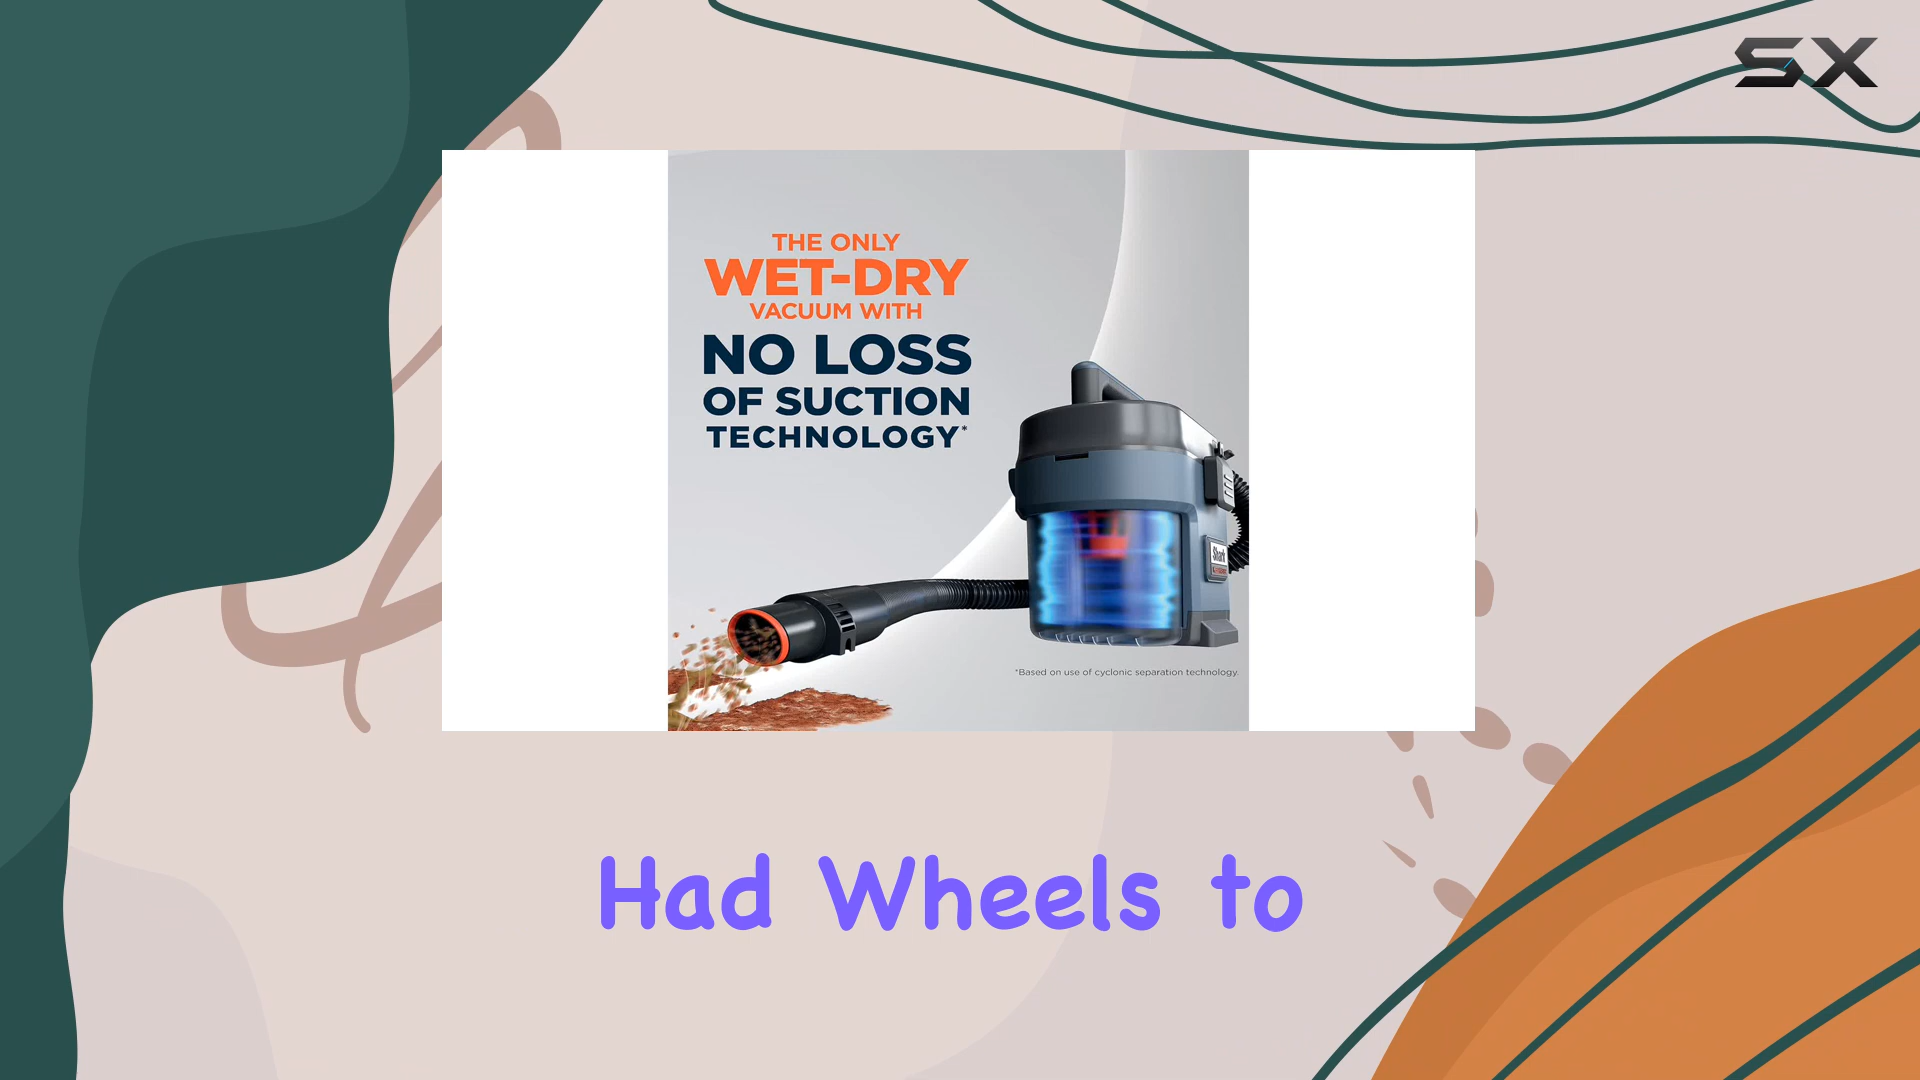 SX
THE ONLY
WET-DRY
VACUUM WITH
NO LOSS
OF SUCTION
TECHNOLOGY*
Shark
*Based on use of cyclonic separation technology.
Had Wheels to